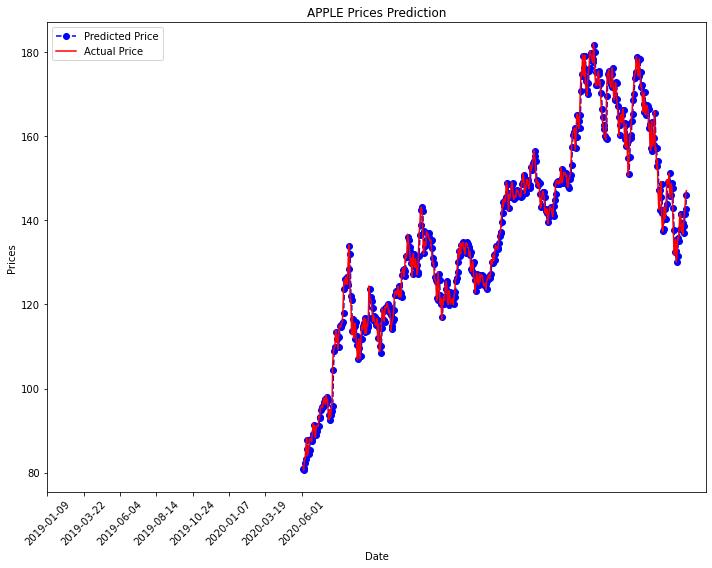 APPLE Prices Prediction
Predicted Price
Actual Price
180
160
140
120
100
80
Prices
2019-01-09
2019-03-22
2019-06-04
2019-08-14
2019-10-24
2020-01-07
2020-03-19
2020-06-01
Date